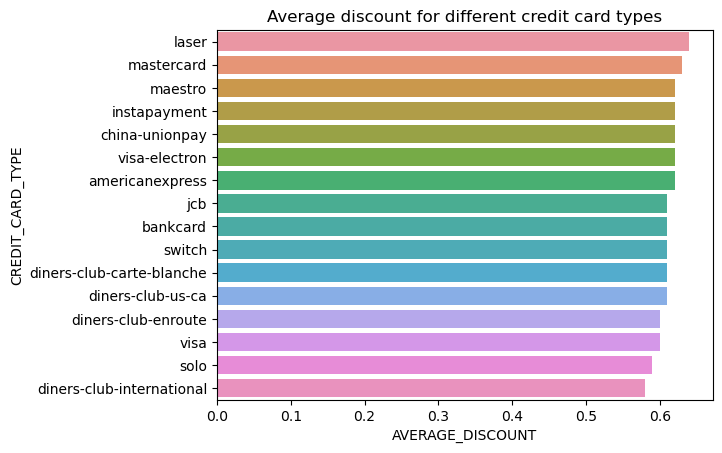 Average discount for different credit card types
CREDIT_CARD_TYPE
laser
mastercard
maestro
instapayment
china-unionpay
visa-electron
americanexpress
jcb
bankcard
switch
diners-club-carte-blanche
diners-club-us-ca
diners-club-enroute
visa
solo
diners-club-international
0.0 0.1 0.2 0.3 0.4 0.5 0.6
AVERAGE_DISCOUNT